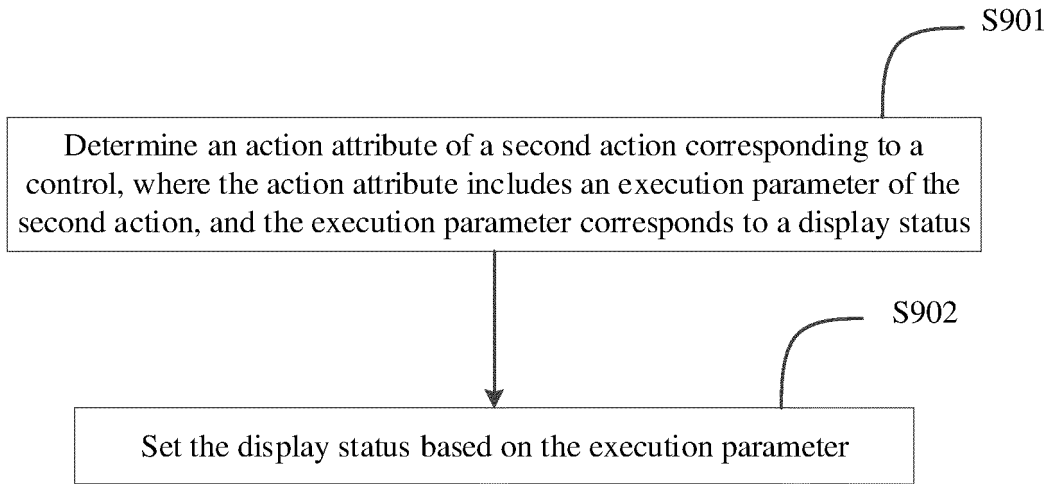 S901
Determine an action attribute of a second action corresponding to a
control, where the action attribute includes an execution parameter of the
second action, and the execution parameter corresponds to a display status
S902
Set the display status based on the execution parameter